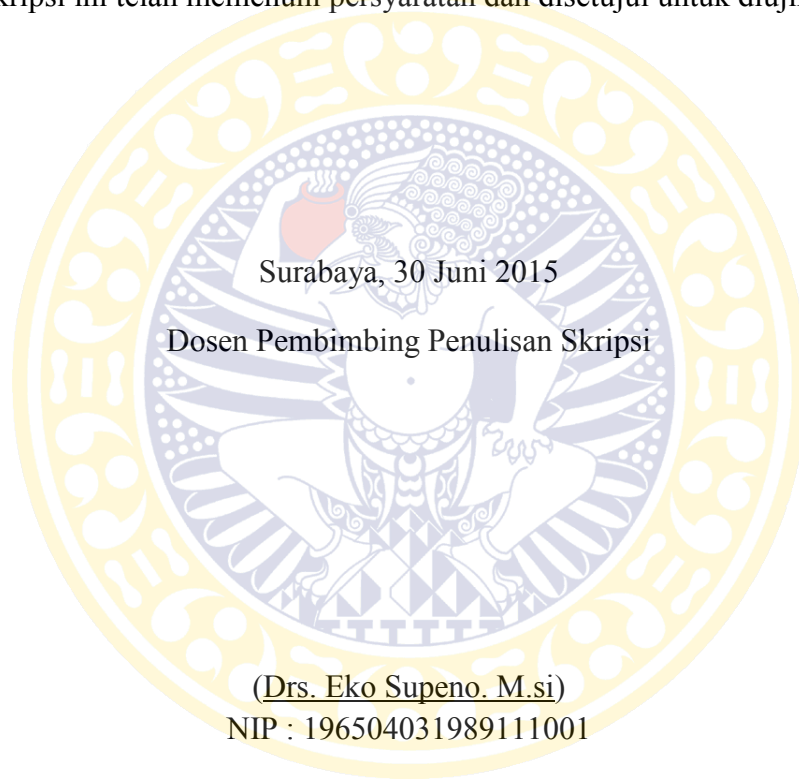 ini telah memenuhi persyaratan dan disetujui untuk
Surabaya, 30 Juni 2015
Dosen Pembimbing Penulisan Skripsi
(Drs. Eko Supeno. M.si)
NIP : 196504031989111001